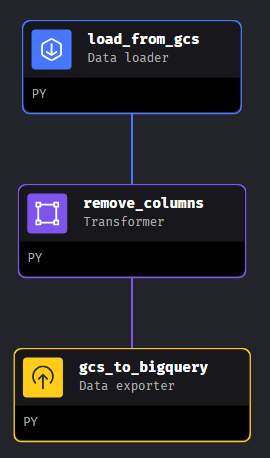 load_from_gcs
Data loader
PY
remove_columns
Transformer
PY
gcs_to_bigquery
Data exporter
PY